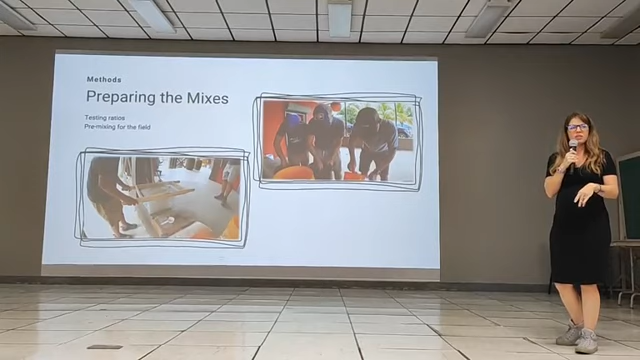 Methods
Preparing the Mixes
Testing ratios
Pre-mixing for the field